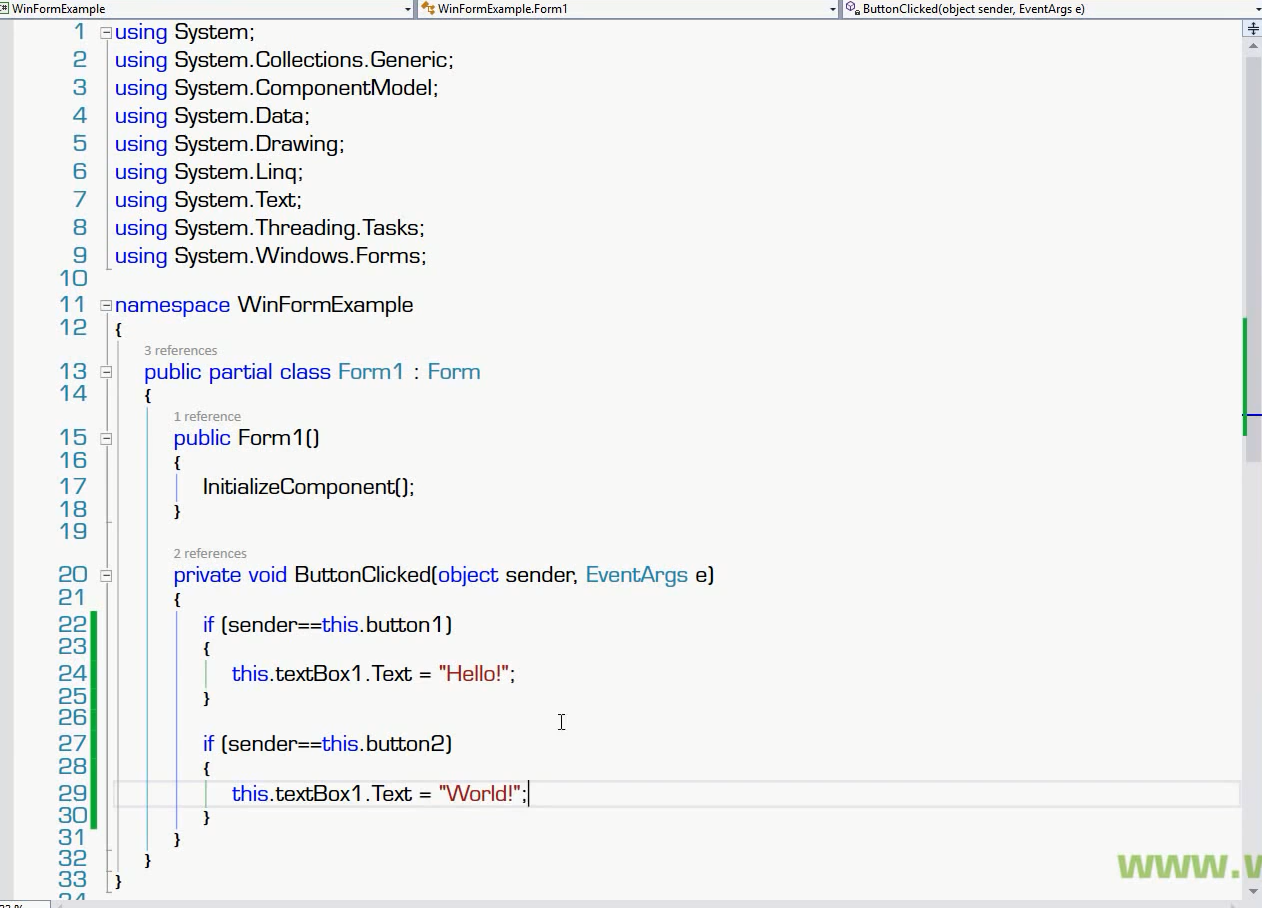 WinFormExample WinFormExample.Form1 ButtonClicked(object sender, EventArgs e)
1 using System;
2 using System.Collections.Generic;
3 using System.ComponentModel;
4 using System.Data;
5 using System.Drawing;
6 using System.Linq;
7 using System.Text;
8 using System.Threading.Tasks;
9 using System.Windows.Forms;
10
11 namespace WinFormExample
12 {
3 references
13 public partial class Form1 : Form
14 {
1 reference
15 public Form1()
16 {
17 InitializeComponent();
18 }
19
2 references
20 private void ButtonClicked(object sender, EventArgs e)
21 {
22 if (sender==this.button1)
23 {
24 this.textBox1.Text = "Hello!";
25 }
26
27 if (sender==this.button2)
28 {
29 this.textBox1.Text = "World!";
30 }
31 }
32 }
33 }
www.